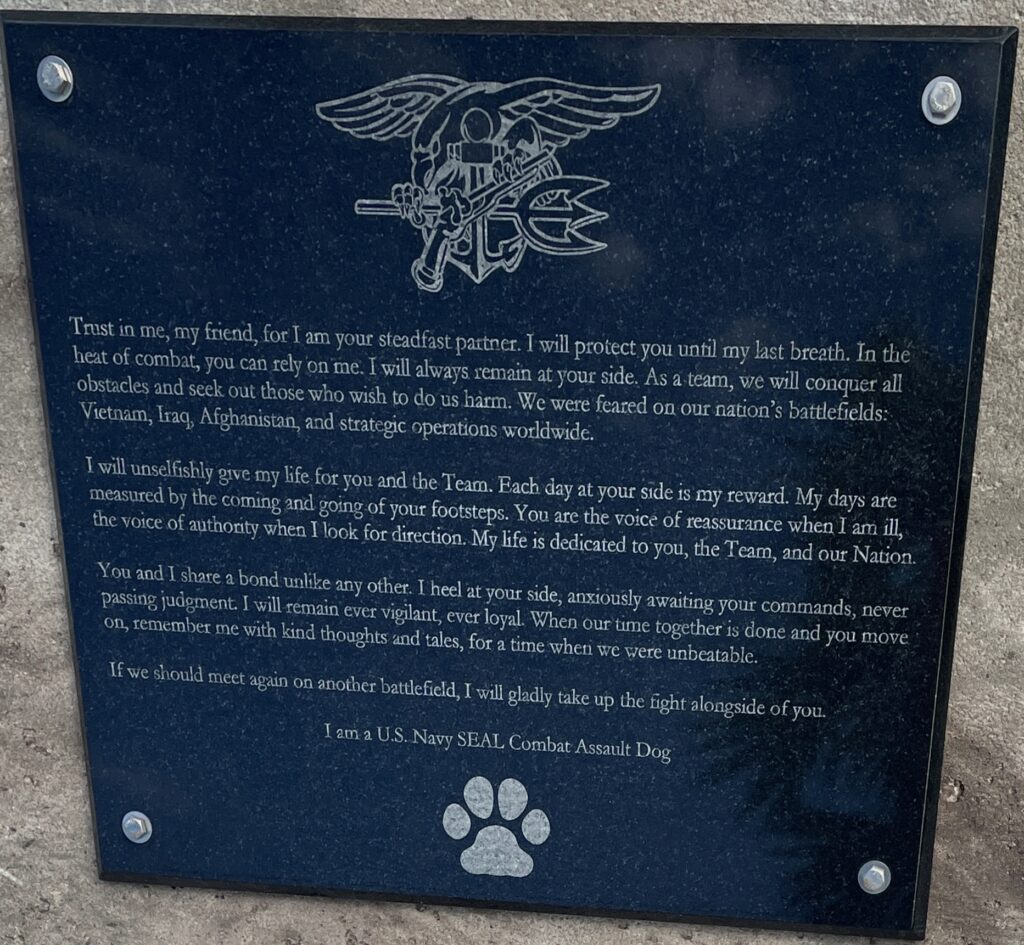 Trust in me, my friend, for I am your steadfast partner. I will protect you until my last breath. In the
heat of combat, you can rely on me. I will always remain at your side. As a team, we will conquer all
obstacles and seek out those who wish to do us harm. We were feared on our nation's battlefields:
Vietnam, Iraq, Afghanistan, and strategic operations worldwide.
I will unselfishly give my life for you and the Team. Each day at your side is my reward. My days are
measured by the coming and going of your footsteps. You are the voice of reassurance when I am ill,
the voice of authority when I look for direction. My life is dedicated to you, the Team, and our Nation.
You and I share a bond unlike any other. I heel at your side, anxiously awaiting your commands, never
passing judgment. I will remain ever vigilant, ever loyal. When our time together is done and you move
on, remember me with kind thoughts and tales, for a time when we were unbeatable.
If we should meet again on another battlefield, I will gladly take up the fight alongside of you.
I am a U.S. Navy SEAL Combat Assault Dog